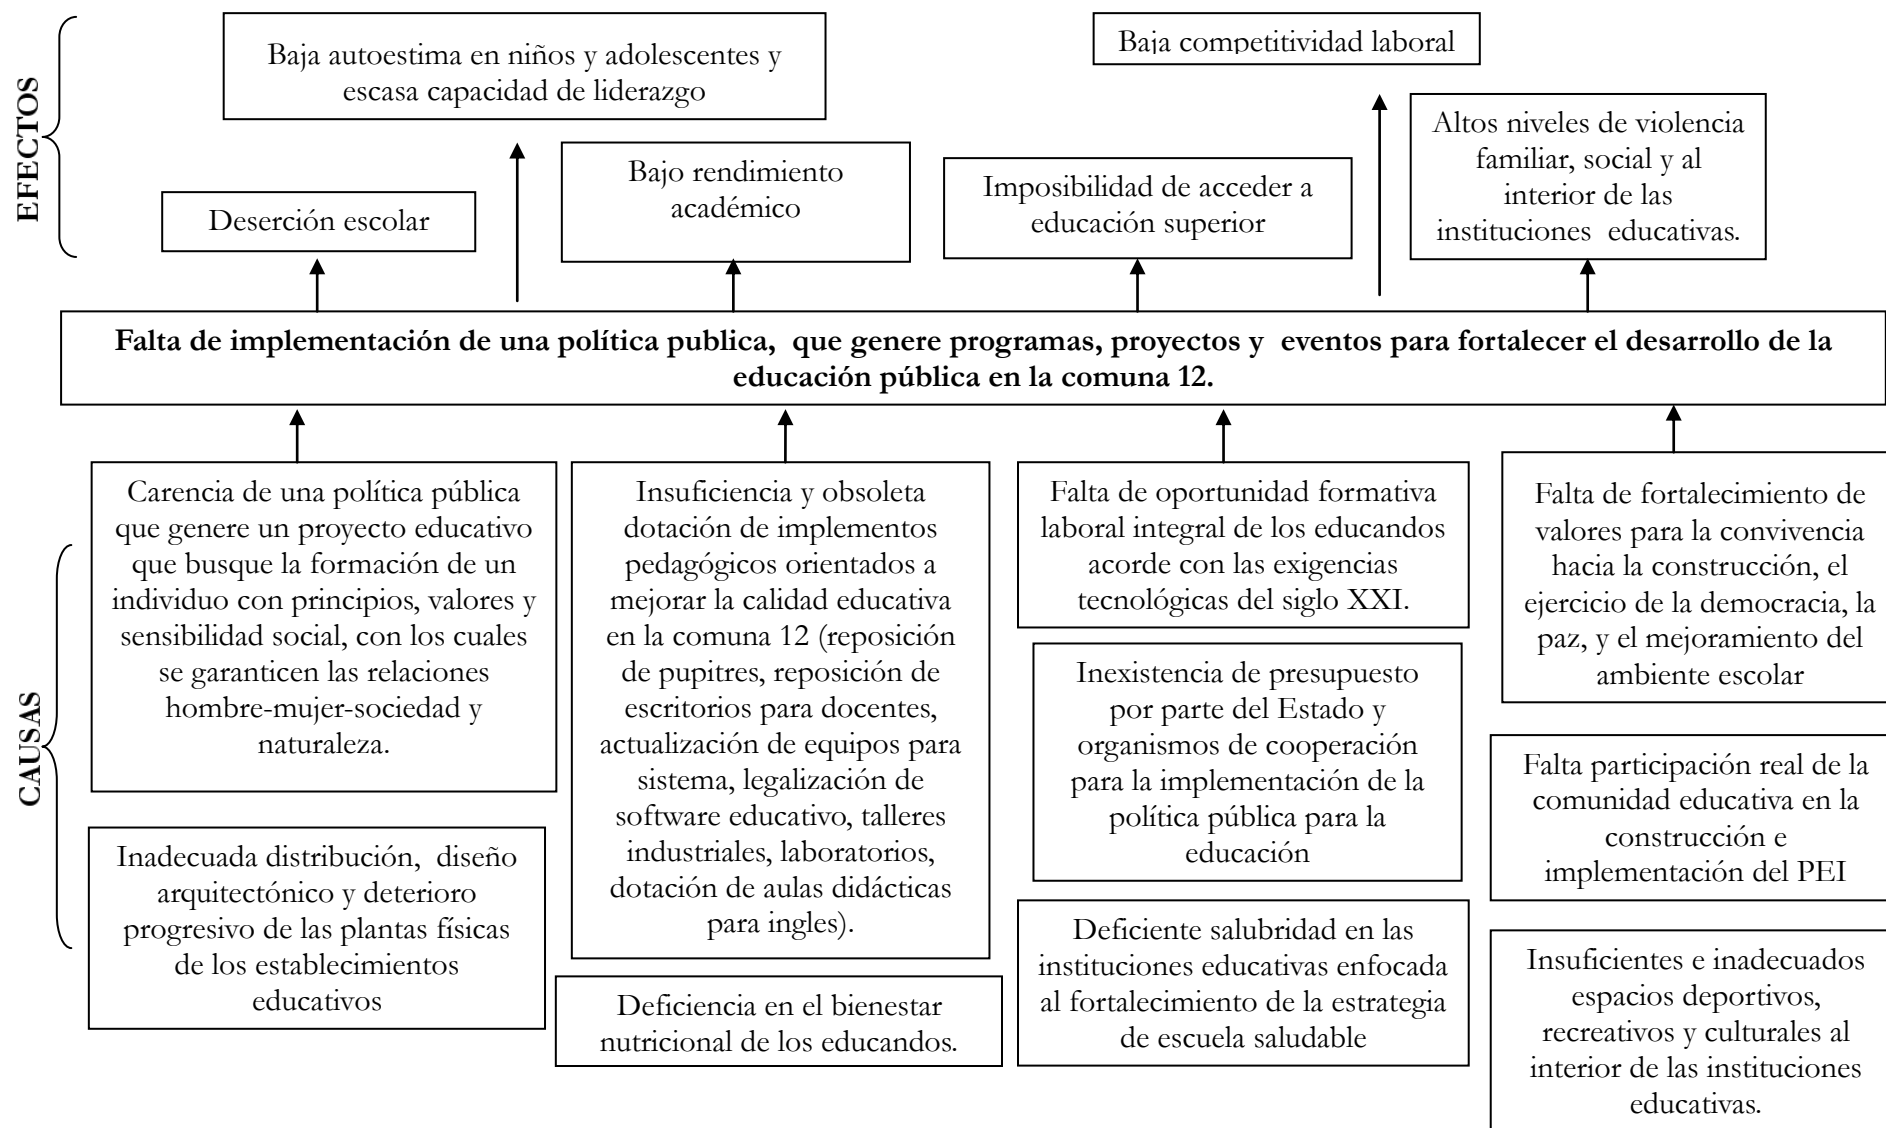 EFECTOS
Baja autoestima en niños y adolescentes y
escasa capacidad de liderazgo
Baja competitividad laboral
Deserción escolar
Bajo rendimiento
académico
Imposibilidad de acceder a
educación superior
Altos niveles de violencia
familiar, social y al
interior de las
instituciones educativas.
Falta de implementación de una política publica, que genere programas, proyectos y eventos para fortalecer el desarrollo de la
educación pública en la comuna 12.
CAUSAS
Carencia de una política pública
que genere un proyecto educativo
que busque la formación de un
individuo con principios, valores y
sensibilidad social, con los cuales
se garanticen las relaciones
hombre-mujer-sociedad y
naturaleza.
Inadecuada distribución, diseño
arquitectónico y deterioro
progresivo de las plantas físicas
de los establecimientos
educativos
Insuficiencia y obsoleta
dotación de implementos
pedagógicos orientados a
mejorar la calidad educativa
en la comuna 12 (reposición
de pupitres, reposición de
escritorios para docentes,
actualización de equipos para
sistema, legalización de
software educativo, talleres
industriales, laboratorios,
dotación de aulas didácticas
para ingles).
Deficiencia en el bienestar
nutricional de los educandos.
Falta de oportunidad formativa
laboral integral de los educandos
acorde con las exigencias
tecnológicas del siglo XXI.
Inexistencia de presupuesto
por parte del Estado y
organismos de cooperación
para la implementación de la
política pública para la
educación
Deficiente salubridad en las
instituciones educativas enfocada
al fortalecimiento de la estrategia
de escuela saludable
Falta de fortalecimiento de
valores para la convivencia
hacia la construcción, el
ejercicio de la democracia, la
paz, y el mejoramiento del
ambiente escolar
Falta participación real de la
comunidad educativa en la
construcción e
implementación del PEI
Insuficientes e inadecuados
espacios deportivos,
recreativos y culturales al
interior de las instituciones
educativas.